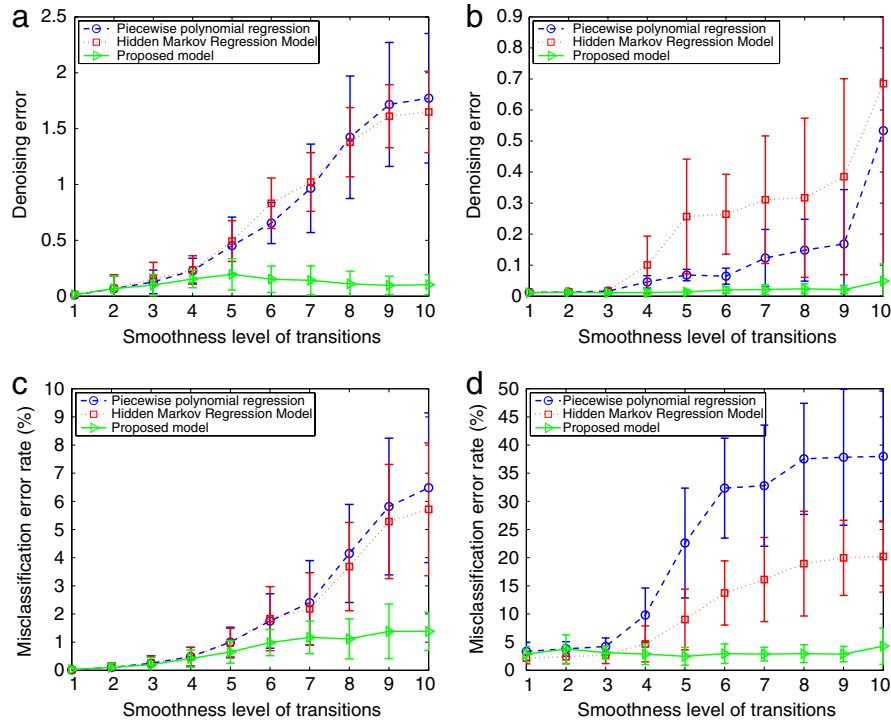 a
2.5
2
1.5
1
0.5
0
Denoising error
Piecewise polynomial regression
Hidden Markov Regression Model
Proposed model
1 2 3 4 5 6 7 8 9 10
Smoothness level of transitions
b
0.9
0.8
0.7
0.6
0.5
0.4
0.3
0.2
0.1
0
Denoising error
Piecewise polynomial regression
Hidden Markov Regression Model
Proposed model
1 2 3 4 5 6 7 8 9 10
Smoothness level of transitions
c
10
9
8
7
6
5
4
3
2
1
0
Misclassification error rate (%)
Piecewise polynomial regression
Hidden Markov Regression Model
Proposed model
1 2 3 4 5 6 7 8 9 10
Smoothness level of transitions
d
50
45
40
35
30
25
20
15
10
5
0
Misclassification error rate (%)
Piecewise polynomial regression
Hidden Markov Regression Model
Proposed model
1 2 3 4 5 6 7 8 9 10
Smoothness level of transitions